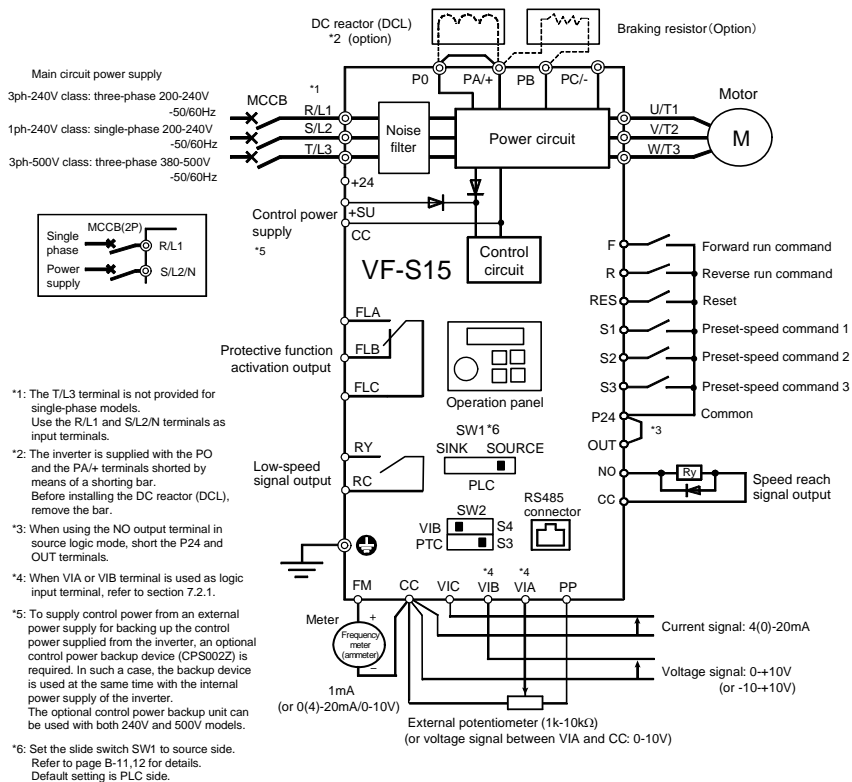 DC reactor (DCL)
*2 (option)
Braking resistor（Option）
Main circuit power supply
3ph-240V class: three-phase 200-240V
-50/60Hz
1ph-240V class: single-phase 200-240V
-50/60Hz
3ph-500V class: three-phase 380-500V
-50/60Hz
MCCB
*1
R/L1
S/L2
T/L3
P0
PA/+
PB
PC/-
Noise
filter
Power circuit
U/T1
V/T2
W/T3
Motor
M
+24
+SU
CC
Control power
supply
*5
Control
circuit
VF-S15
MCCB(2P)
Single
phase
R/L1
Power
supply
S/L2/N
F
Forward run command
R
Reverse run command
RES
Reset
S1
Preset-speed command 1
S2
Preset-speed command 2
S3
Preset-speed command 3
P24
Common
*3
OUT
NO
CC
Ry
Speed reach
signal output
FLA
FLB
FLC
Protective function
activation output
Operation panel
SW1*6
SINK SOURCE
PLC
RY
RC
Low-speed
signal output
SW2
VIB
S4
PTC
S3
RS485
connector
FM
CC
VIC
*4
VIB
*4
VIA
PP
Meter
+
Frequency
meter
(ammeter)
−
1mA
(or 0(4)-20mA/0-10V)
Current signal: 4(0)-20mA
Voltage signal: 0-+10V
(or -10-+10V)
External potentiometer (1k-10kΩ)
(or voltage signal between VIA and CC: 0-10V)
*1: The T/L3 terminal is not provided for
single-phase models.
Use the R/L1 and S/L2/N terminals as
input terminals.
*2: The inverter is supplied with the PO
and the PA/+ terminals shorted by
means of a shorting bar.
Before installing the DC reactor (DCL),
remove the bar.
*3: When using the NO output terminal in
source logic mode, short the P24 and
OUT terminals.
*4: When VIA or VIB terminal is used as logic
input terminal, refer to section 7.2.1.
*5: To supply control power from an external
power supply for backing up the control
power supplied from the inverter, an optional
control power backup device (CPS002Z) is
required. In such a case, the backup device
is used at the same time with the internal
power supply of the inverter.
The optional control power backup unit can
be used with both 240V and 500V models.
*6: Set the slide switch SW1 to source side.
Refer to page B-11,12 for details.
Default setting is PLC side.